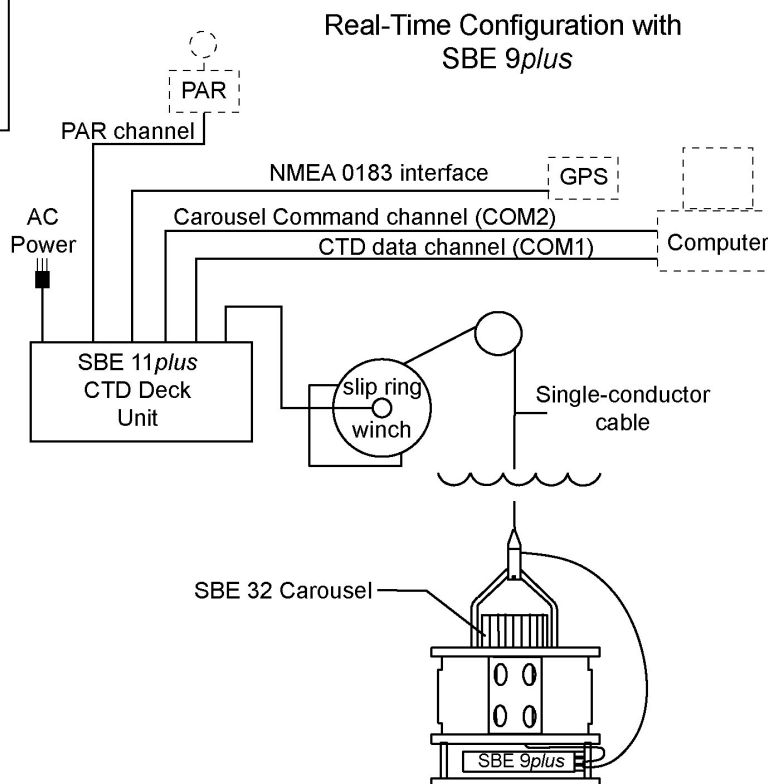 Real-Time Configuration with
SBE 9plus
PAR
PAR channel
NMEA 0183 interface
GPS
AC
Power
Carousel Command channel (COM2)
CTD data channel (COM1)
Computer
SBE 11plus
CTD Deck
Unit
slip ring
winch
Single-conductor
cable
SBE 32 Carousel
SBE 9plus